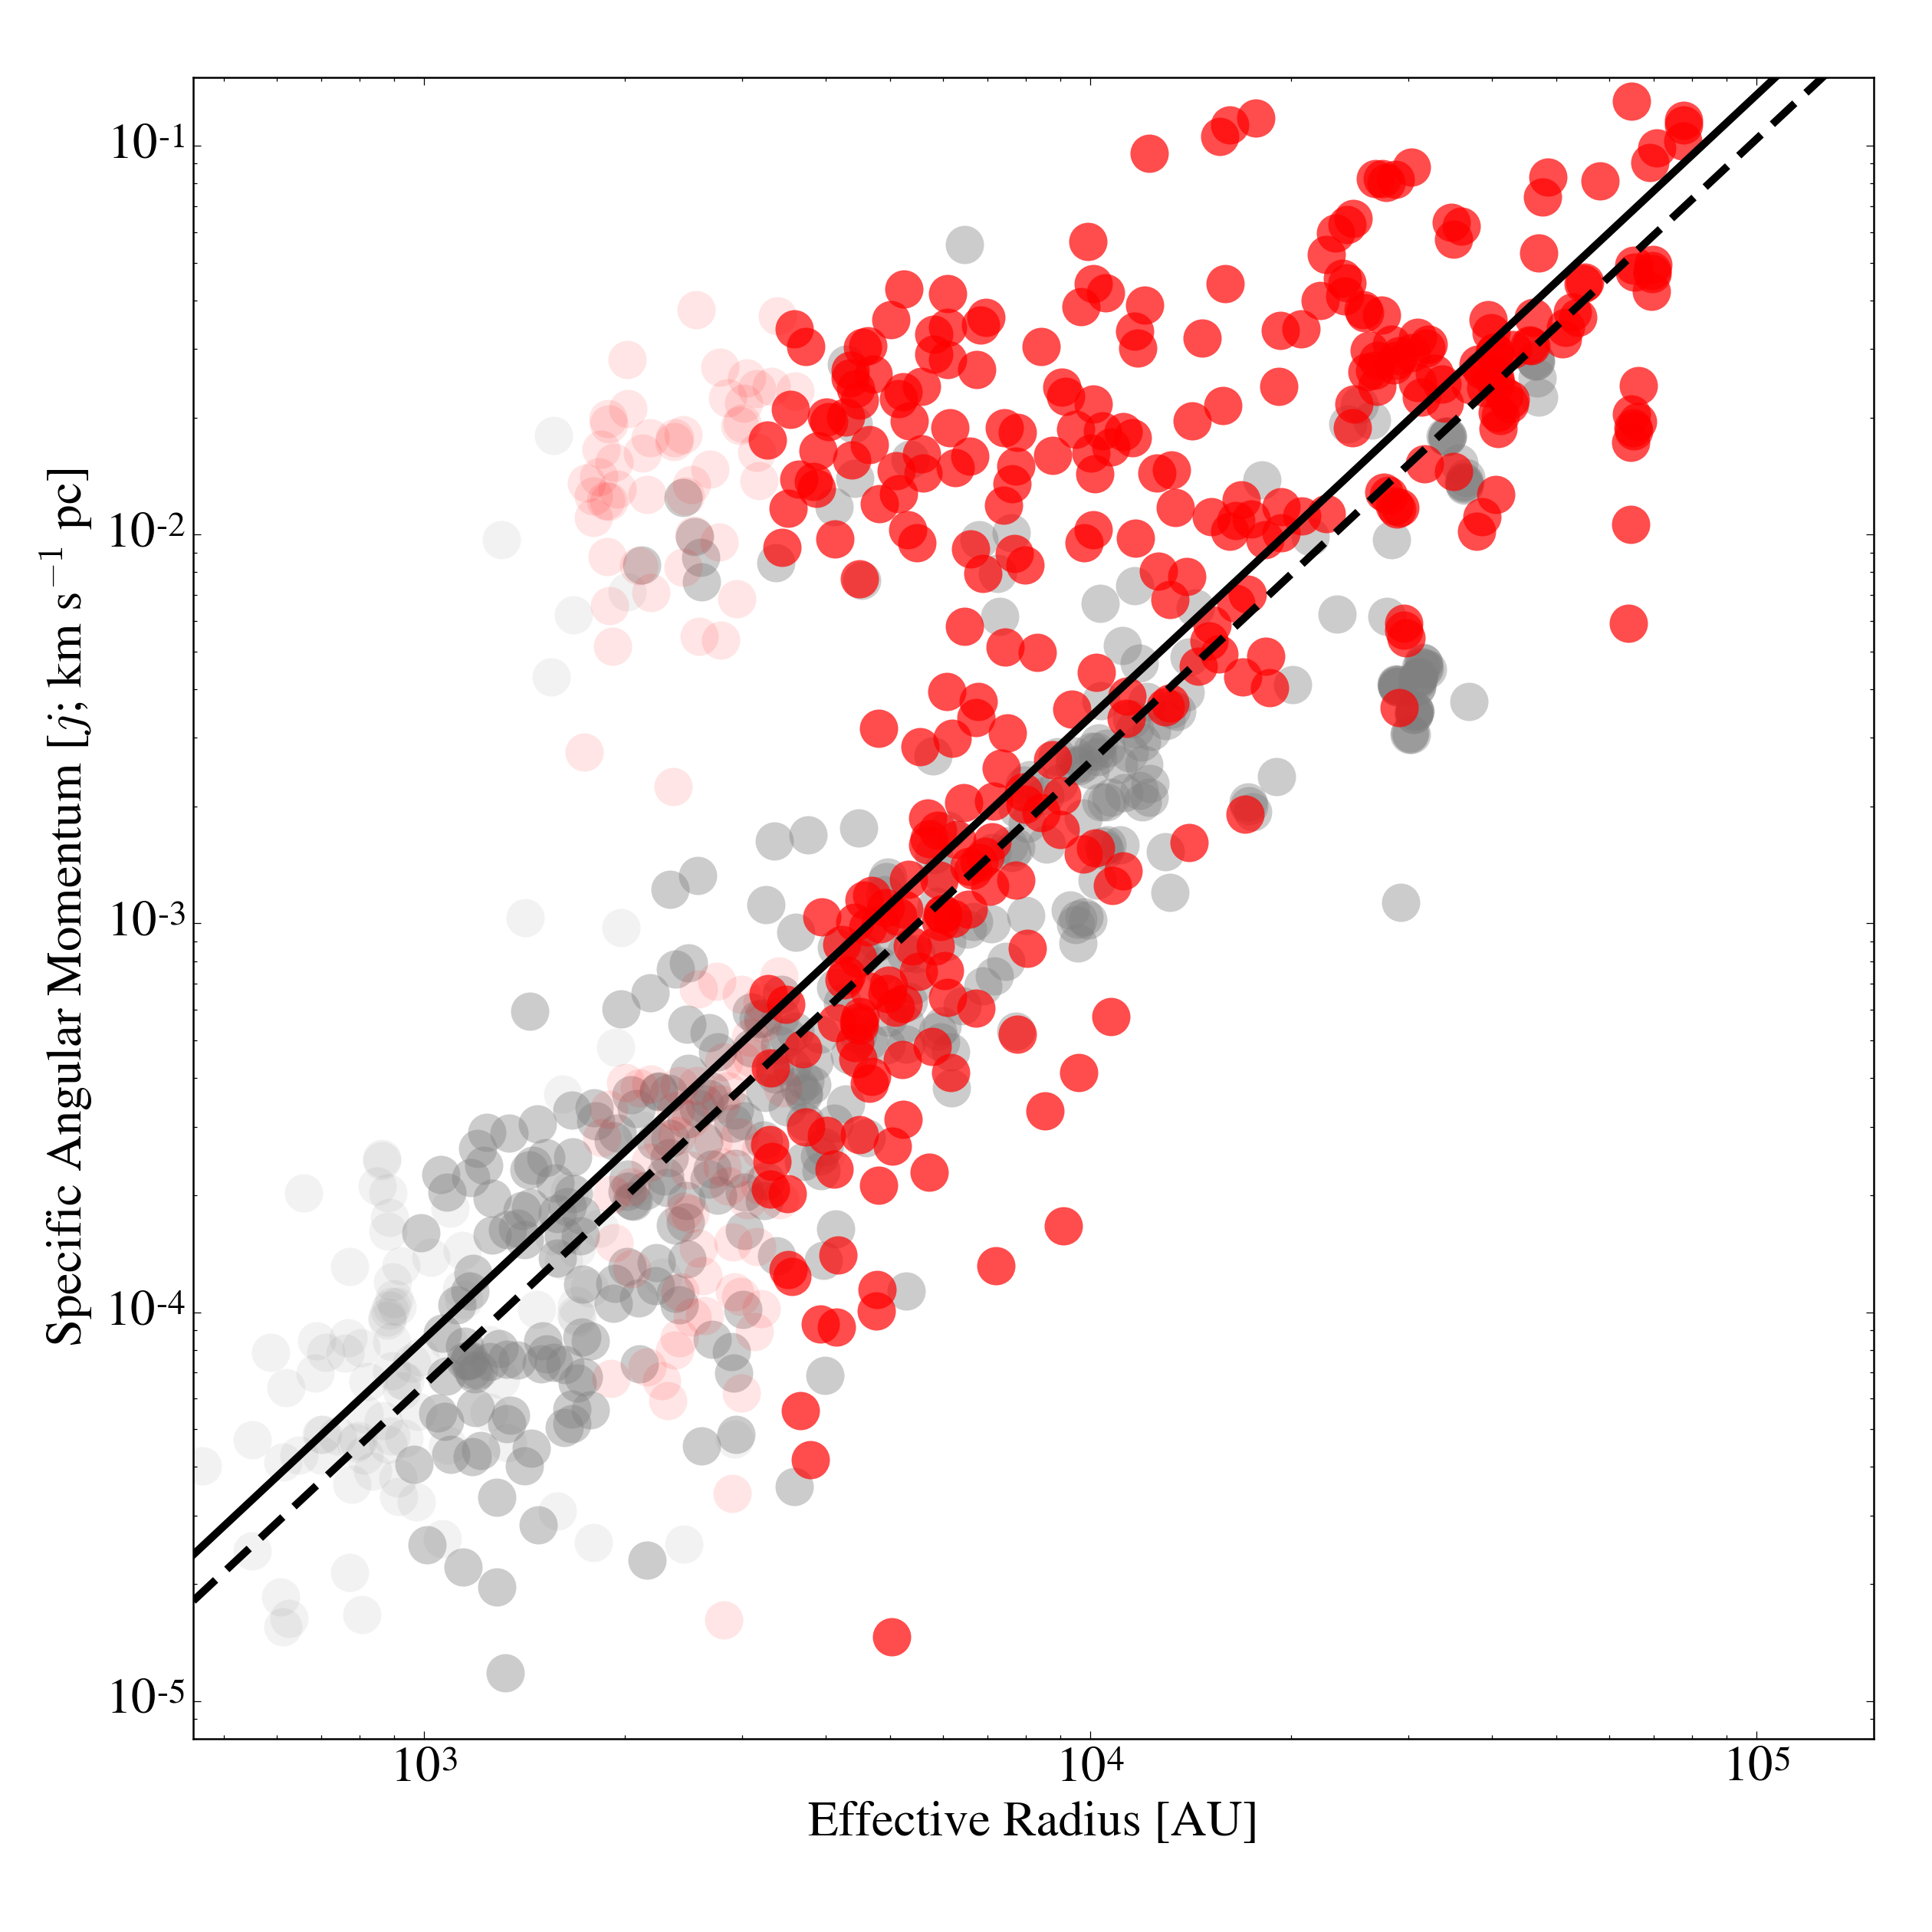 Specific Angular Momentum [j; km s⁻¹ pc]
10⁻¹
10⁻²
10⁻³
10⁻⁴
10⁻⁵
10³ 10⁴ 10⁵
Effective Radius [AU]